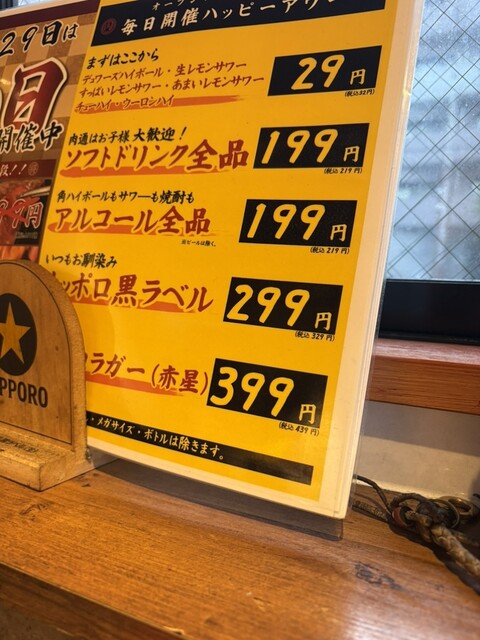 29日は
毎日開催ハッピーアワー
まずはここから
デュワーズハイボール・生レモンサワー
すっぱいレモンサワー・あまいレモンサワー
チューハイ・ウーロンハイ
29円
(税込32円)
肉通はお子様大歓迎!
ソフトドリンク全品
199円
(税込219円)
角ハイボールもサワーも焼酎も
アルコール全品
※ビールは除く。
199円
(税込219円)
いつもお馴染み
ッポロ黒ラベル
299円
(税込329円)
ラガー(赤星)
399円
(税込439円)
・メガサイズ・ボトルは除きます。
日
開催中
9円
PPORO